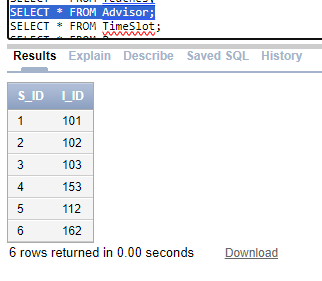 SELECT * FROM Teaches;
SELECT * FROM Advisor;
SELECT * FROM TimeSlot;
SELECT * FROM
Results Explain Describe Saved SQL History
S_ID I_ID
1 101
2 102
3 103
4 153
5 112
6 162
6 rows returned in 0.00 seconds Download